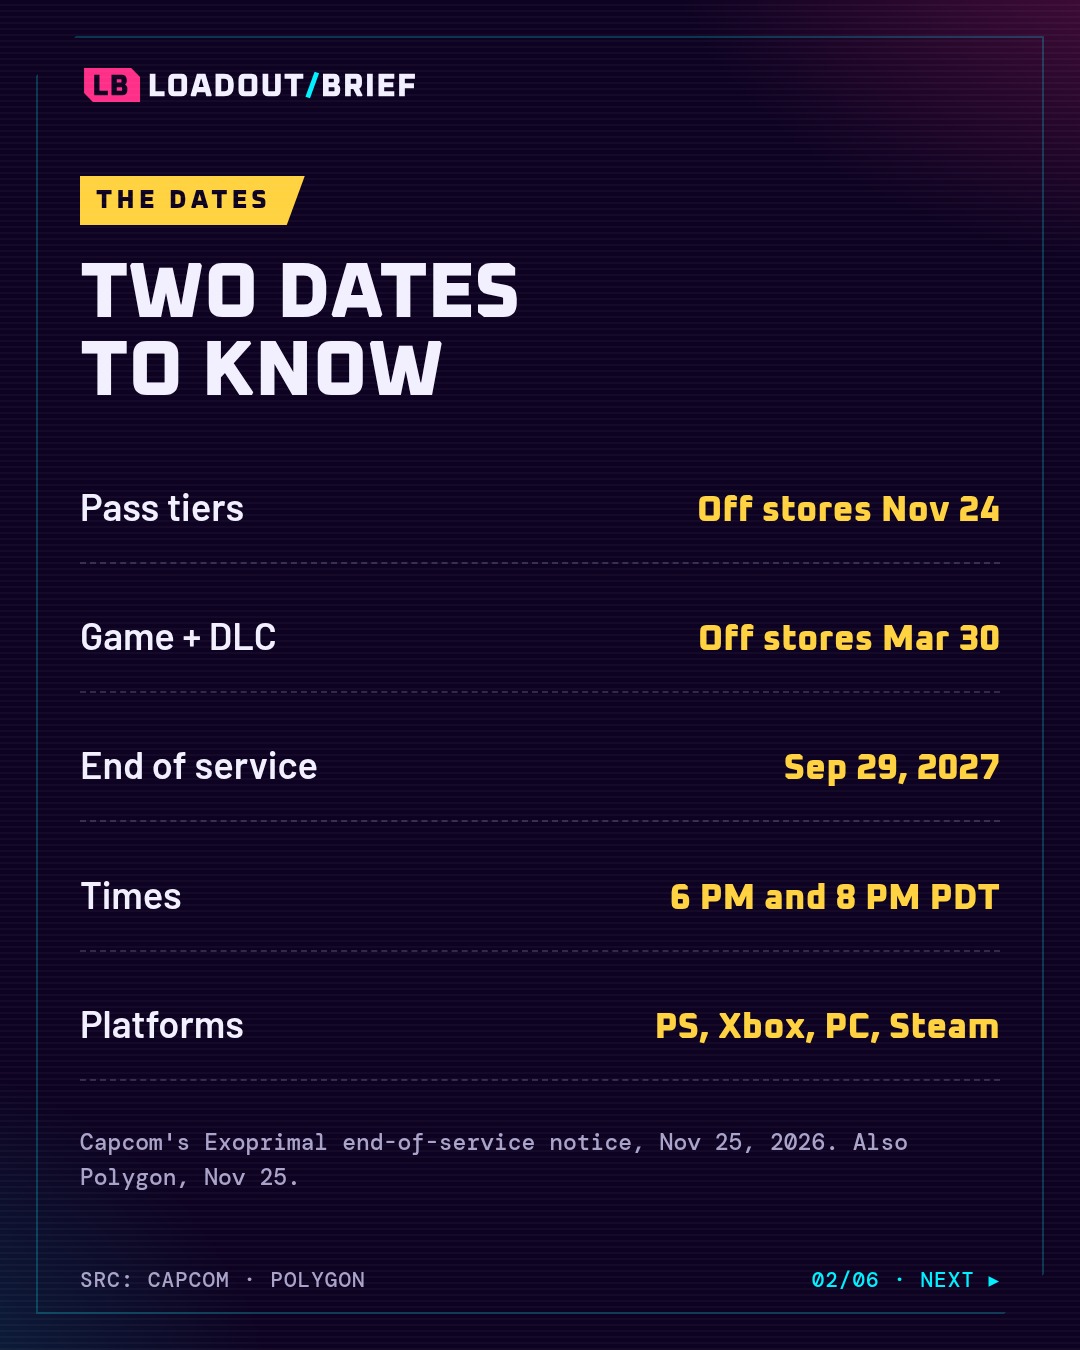 LB LOADOUT/BRIEF
THE DATES
TWO DATES
TO KNOW
Pass tiers Off stores Nov 24
Game + DLC Off stores Mar 30
End of service Sep 29, 2027
Times 6 PM and 8 PM PDT
Platforms PS, Xbox, PC, Steam
Capcom's Exoprimal end-of-service notice, Nov 25, 2026. Also
Polygon, Nov 25.
SRC: CAPCOM · POLYGON 02/06 · NEXT ▸